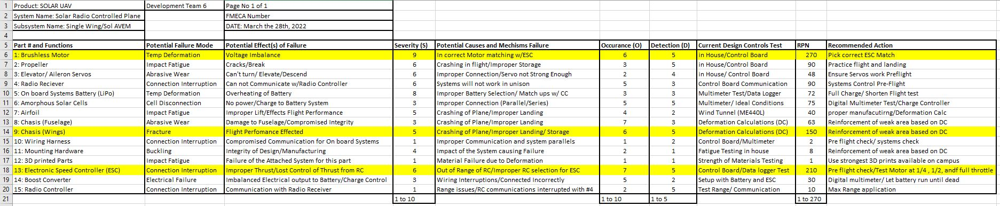 1 Product: SOLAR UAV Development Team 6 Page No 1 of 1
2 System Name: Solar Radio Controlled Plane FMECA Number
3 Subsystem Name: Single Wing/Sol AVEM DATE: March the 28th, 2022
4
5 Part # and Functions Potential Failure Mode Potential Effect(s) of Failure Severity (S) Potential Causes and Mechisms Failure Occurance (O) Detection (D) Current Design Controls Test RPN Recommended Action
6 1: Brushless Motor Temp Deformation Voltage Imbalance 9 In correct Motor matching w/ESC 6 5 in House/Control Board 270 Pick correct ESC Match
7 2: Propeller Impact Fatigue Cracks/Break 6 Crashing in flight/Improper Storage 3 5 in House/Control Board 90 Practice flight and landing
8 3: Elevator/ Aileron Servos Abrasive Wear Can't turn/ Elevate/Descend 6 Improper Connection/Servo not Strong Enough 2 4 in House/ Control Board 48 Ensure Servos work Preflight
9 4: Radio Reciever Connection Interruption Can not Communicate w/Radio Controller 6 Systems will not work in unison 5 3 Control Board Communication 90 Systems Control Pre-Flight
10 5: On board Systems Battery (LiPo) Temp Deformation Overheating of Battery 8 Improper Battery Selection/ Match ups w/ CC 3 3 Multimeter Test/Data Logger 72 Full Charge/ Shorten Flight test
11 6: Amorphous Solar Cells Cell Disconnection No power/Charge to Battery System 3 Improper Connection (Parallel/Series) 5 5 Multimeter/ Ideal Conditions 75 Digital Multimeter Test/Charge Controller
12 7: Airfoil Impact Fatigue Improper Lift/Effects Flight Performance 5 Crashing of Plane/Improper Landing 4 2 Wind Tunnel (ME440L) 40 proper manufacutirng/Deformation Calc
13 8: Chasis (Fuselage) Abrasive Wear Damage to Fuselage/Compromised Integrity 3 Crashing of Plane/Improper Landing 7 3 Deformation Calculations (DC) 63 Reinforcement of weak area based on DC
14 9: Chasis (Wings) Fracture Flight Perfomance Effected 5 Crashing of Plane/Improper Landing/ Storage 6 5 Deformation Calculations (DC) 150 Reinforcement of weak area based on DC
15 10: Wiring Harness Connection Interruption Compromised Communication for On board Systems 1 Improper Communication and system parallels 1 2 Control Board/Multimeter 2 Pre flight check/ systems check
16 11: Mounting Hardware Buckling Integrity of Design/Manufacturing 4 Impact of the System causing Failure 2 1 Fatigue Testing in house 8 Reinforcement of weak area based on DC
17 12: 3D printed Parts Impact Fatigue Failure of the Attached System for this part 1 Material Failure due to Deformation 1 1 Strength of Materials Testing 1 Use strongest 3D prints available on campus
18 13: Electronic Speed Controller (ESC) Connection Interruption Improper Thrust/Lost Control of Thrust from RC 6 Out of Range of RC/Improper RC selection for ESC 7 5 Control Board/Data logger Test 210 Pre flight check/Test Motor at 1/4 , 1/2, andf full throttle
19 14: Boost Converter Electrical Failure Imbalanced Electrical output to Battery/Charge Control 3 Wiring Interruptions/Connected Incorrectly 5 2 Setup with Battery and ESC 30 Digital multimeter/ Let battery run until dead
20 15: Radio Controller Connection Interruption Communication with Radio Receiver 1 Range issues/RC communications interrupted with #4 2 5 Test Range/ Communication 10 Max Range application
21 1 to 10 1 to 10 1 to 5 1 to 270